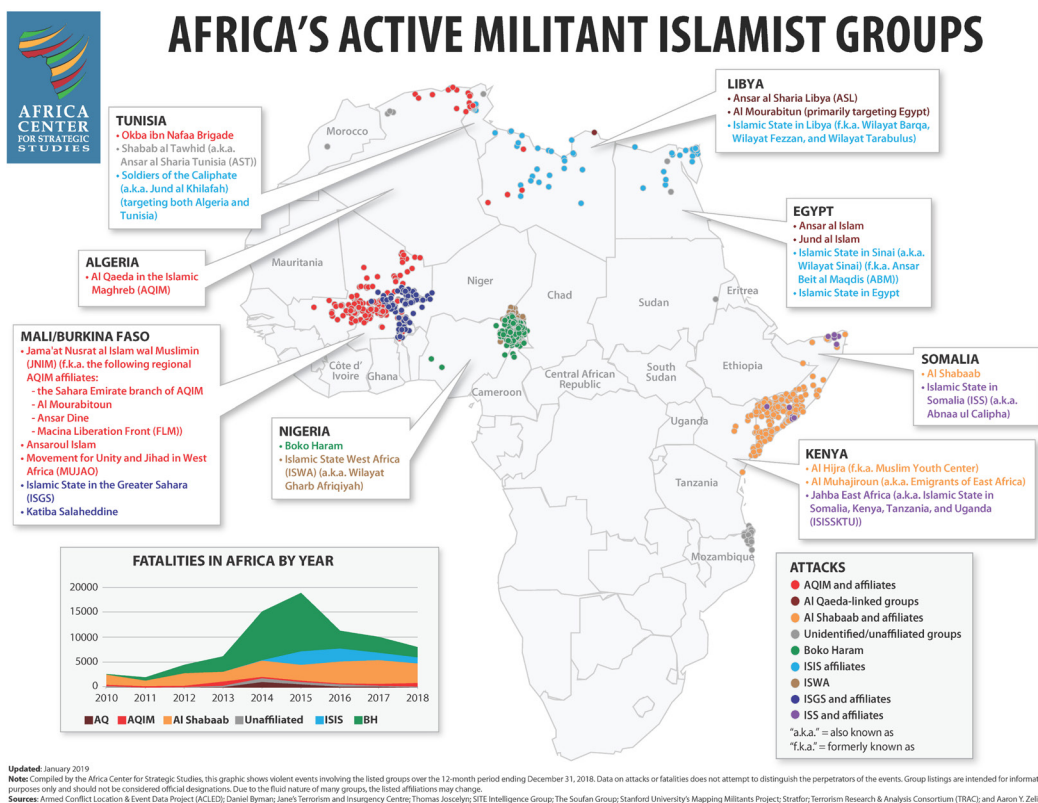 AFRICA'S ACTIVE MILITANT ISLAMIST GROUPS
AFRICA
CENTER
FOR STRATEGIC
STUDIES
TUNISIA
• Okba ibn Nafaa Brigade
• Shabab al Tawhid (a.k.a.
Ansar al Sharia Tunisia (AST))
• Soldiers of the Caliphate
(a.k.a. Jund al Khilafah)
(targeting both Algeria and
Tunisia)
LIBYA
• Ansar al Sharia Libya (ASL)
• Al Mourabitun (primarily targeting Egypt)
• Islamic State in Libya (f.k.a. Wilayat Barqa,
Wilayat Fezzan, and Wilayat Tarabulus)
EGYPT
• Ansar al Islam
• Jund al Islam
• Islamic State in Sinai (a.k.a.
Wilayat Sinai) (f.k.a. Ansar
Beit al Maqdis (ABM))
• Islamic State in Egypt
ALGERIA
• Al Qaeda in the Islamic
Maghreb (AQIM)
MALI/BURKINA FASO
• Jama'at Nusrat al Islam wal Muslimin
(JNIM) (f.k.a. the following regional
AQIM affiliates:
- the Sahara Emirate branch of AQIM
- Al Mourabitoun
- Ansar Dine
- Macina Liberation Front (FLM))
• Ansaroul Islam
• Movement for Unity and Jihad in West
Africa (MUJAO)
• Islamic State in the Greater Sahara
(ISGS)
• Katiba Salaheddine
NIGERIA
• Boko Haram
• Islamic State West Africa
(ISWA) (a.k.a. Wilayat
Gharb Afriqiyah)
SOMALIA
• Al Shabaab
• Islamic State in
Somalia (ISS) (a.k.a.
Abnaa ul Calipha)
KENYA
• Al Hijra (f.k.a. Muslim Youth Center)
• Al Muhajiroun (a.k.a. Emigrants of East Africa)
• Jahba East Africa (a.k.a. Islamic State in
Somalia, Kenya, Tanzania, and Uganda
(ISISSKTU))
Morocco
Mauritania
Niger
Chad
Sudan
Eritrea
Côte d'
Ivoire
Ghana
Cameroon
Central African
Republic
South
Sudan
Ethiopia
Uganda
Tanzania
Mozambique
FATALITIES IN AFRICA BY YEAR
20000
15000
10000
5000
0
2010 2011 2012 2013 2014 2015 2016 2017 2018
AQ AQIM Al Shabaab Unaffiliated ISIS BH
ATTACKS
AQIM and affiliates
Al Qaeda-linked groups
Al Shabaab and affiliates
Unidentified/unaffiliated groups
Boko Haram
ISIS affiliates
ISWA
ISGS and affiliates
ISS and affiliates
"a.k.a." = also known as
"f.k.a." = formerly known as
Updated: January 2019
Note: Compiled by the Africa Center for Strategic Studies, this graphic shows violent events involving the listed groups over the 12-month period ending December 31, 2018. Data on attacks or fatalities does not attempt to distinguish the perpetrators of the events. Group listings are intended for
purposes only and should not be considered official designations. Due to the fluid nature of many groups, the listed affiliations may change.
Sources: Armed Conflict Location & Event Data Project (ACLED); Daniel Byman; Jane's Terrorism and Insurgency Centre; Thomas Joscelyn; SITE Intelligence Group; The Soufan Group; Stanford University's Mapping Militants Project; Stratfor; Terrorism Research & Analysis Consortium (TRAC); and Aaron Y.